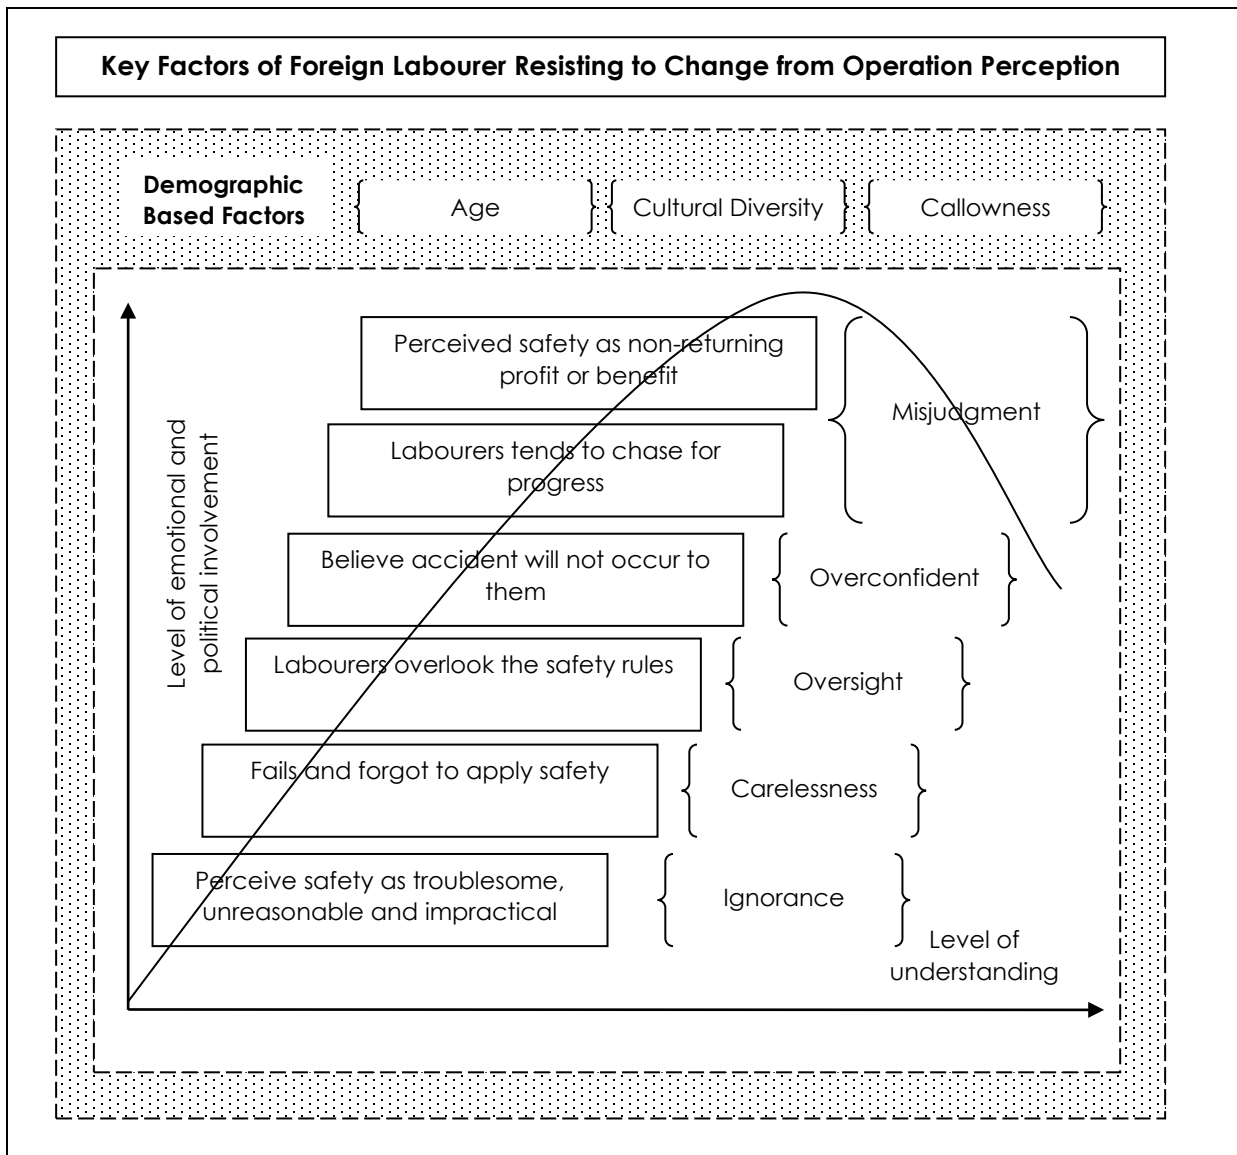 Key Factors of Foreign Labourer Resisting to Change from Operation Perception
Demographic
Based Factors
Age
Cultural Diversity
Callowness
Level of emotional and
political involvement
Perceived safety as non-returning
profit or benefit
Labourers tends to chase for
progress
Misjudgment
Believe accident will not occur to
them
Overconfident
Labourers overlook the safety rules
Oversight
Fails and forgot to apply safety
Carelessness
Perceive safety as troublesome,
unreasonable and impractical
Ignorance
Level of
understanding